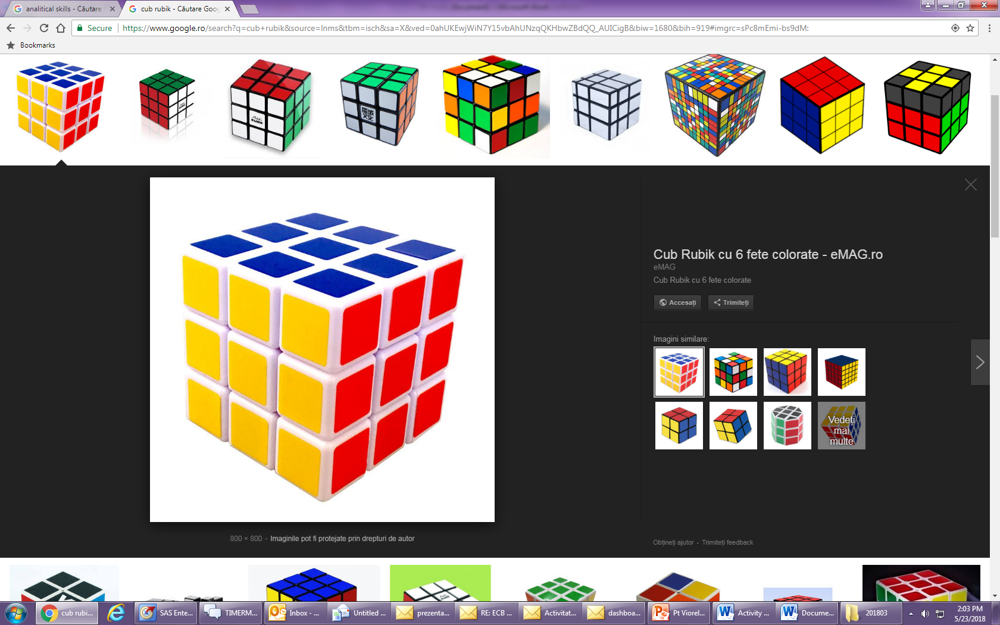 analitical skills - Căutare
cub rubik - Căutare Goog
Secure
https://www.google.ro/search?q=cub+rubik&source=lnms&tbm=isch&sa=X&ved=0ahUKEwjWiN7Y15vbAhUNzqQKHbwZBdQQ_AUICigB&biw=1680&bih=919#imgrc=sPc8mEmi-bs9dM:
Bookmarks
Cub Rubik cu 6 fete colorate - eMAG.ro
eMAG
Cub Rubik cu 6 fete colorate
Accesați
Trimiteți
Imagini similare:
Vedeți
mai
multe
800 × 800 - Imaginile pot fi protejate prin drepturi de autor
Obțineți ajutor - Trimiteți feedback
cub rubi...
SAS Ente...
TIMERM...
Inbox - ...
Untitled ...
prezenta...
RE: ECB ...
Activitat...
dashboa...
Pt Viorel...
Activity ...
Docume...
201803
2:03 PM
5/23/2018